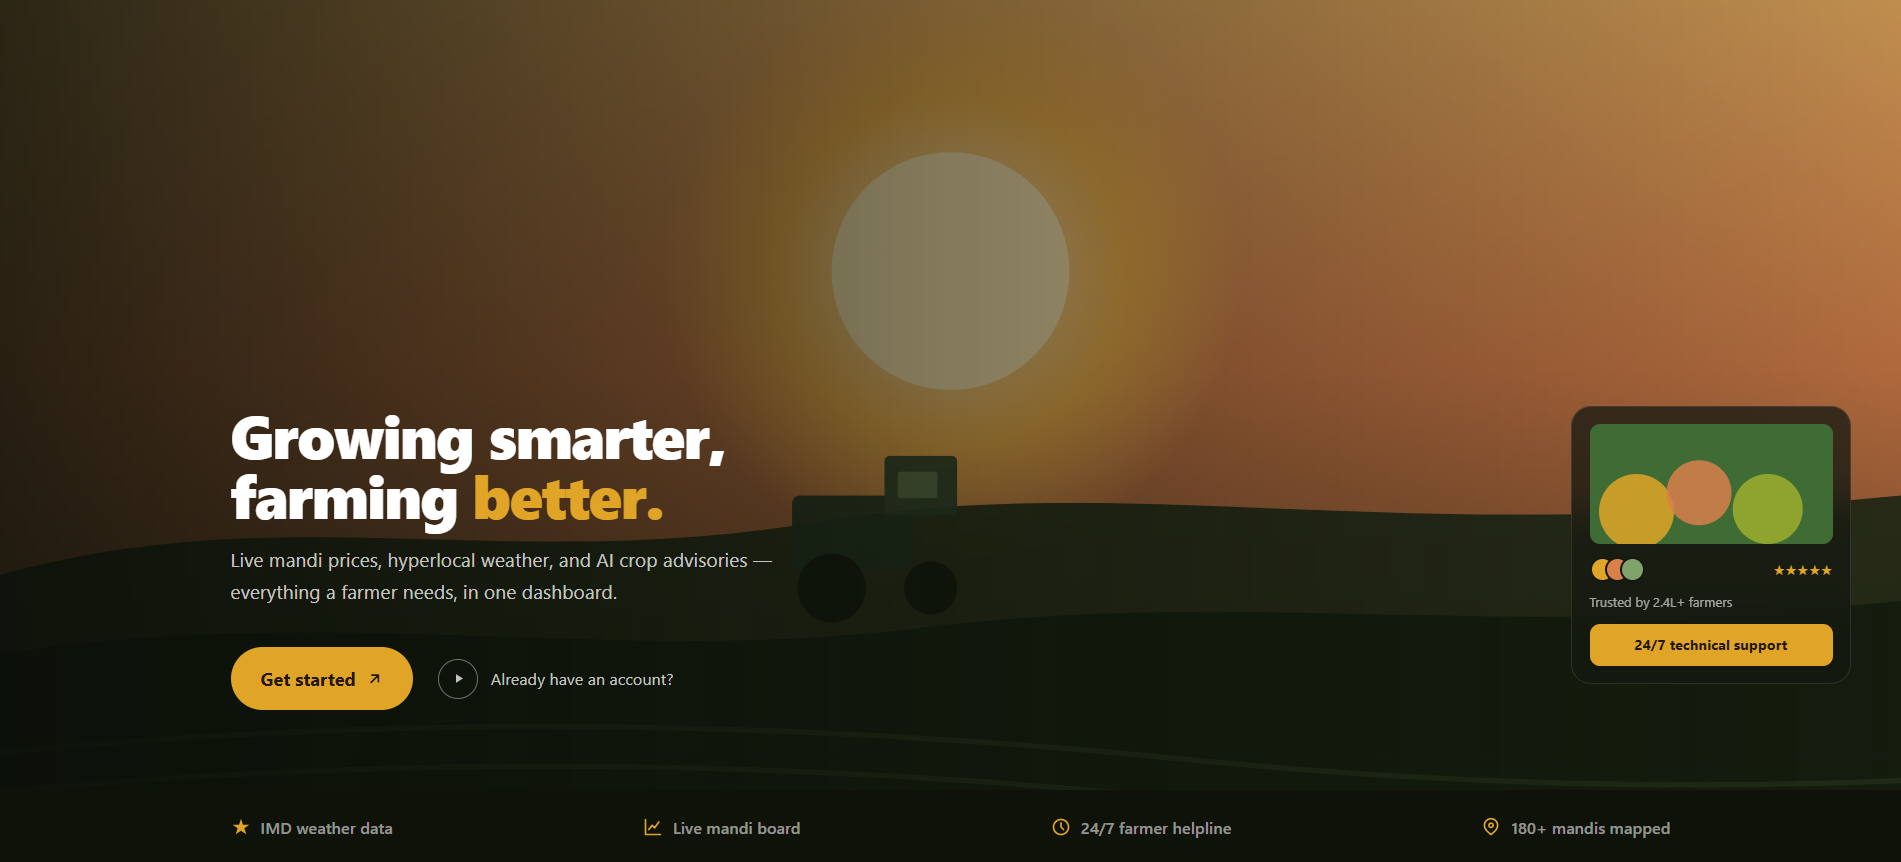 Growing smarter,
farming better.
Live mandi prices, hyperlocal weather, and AI crop advisories —
everything a farmer needs, in one dashboard.
Get started
Already have an account?
★★★★★
Trusted by 2.4L+ farmers
24/7 technical support
IMD weather data
Live mandi board
24/7 farmer helpline
180+ mandis mapped